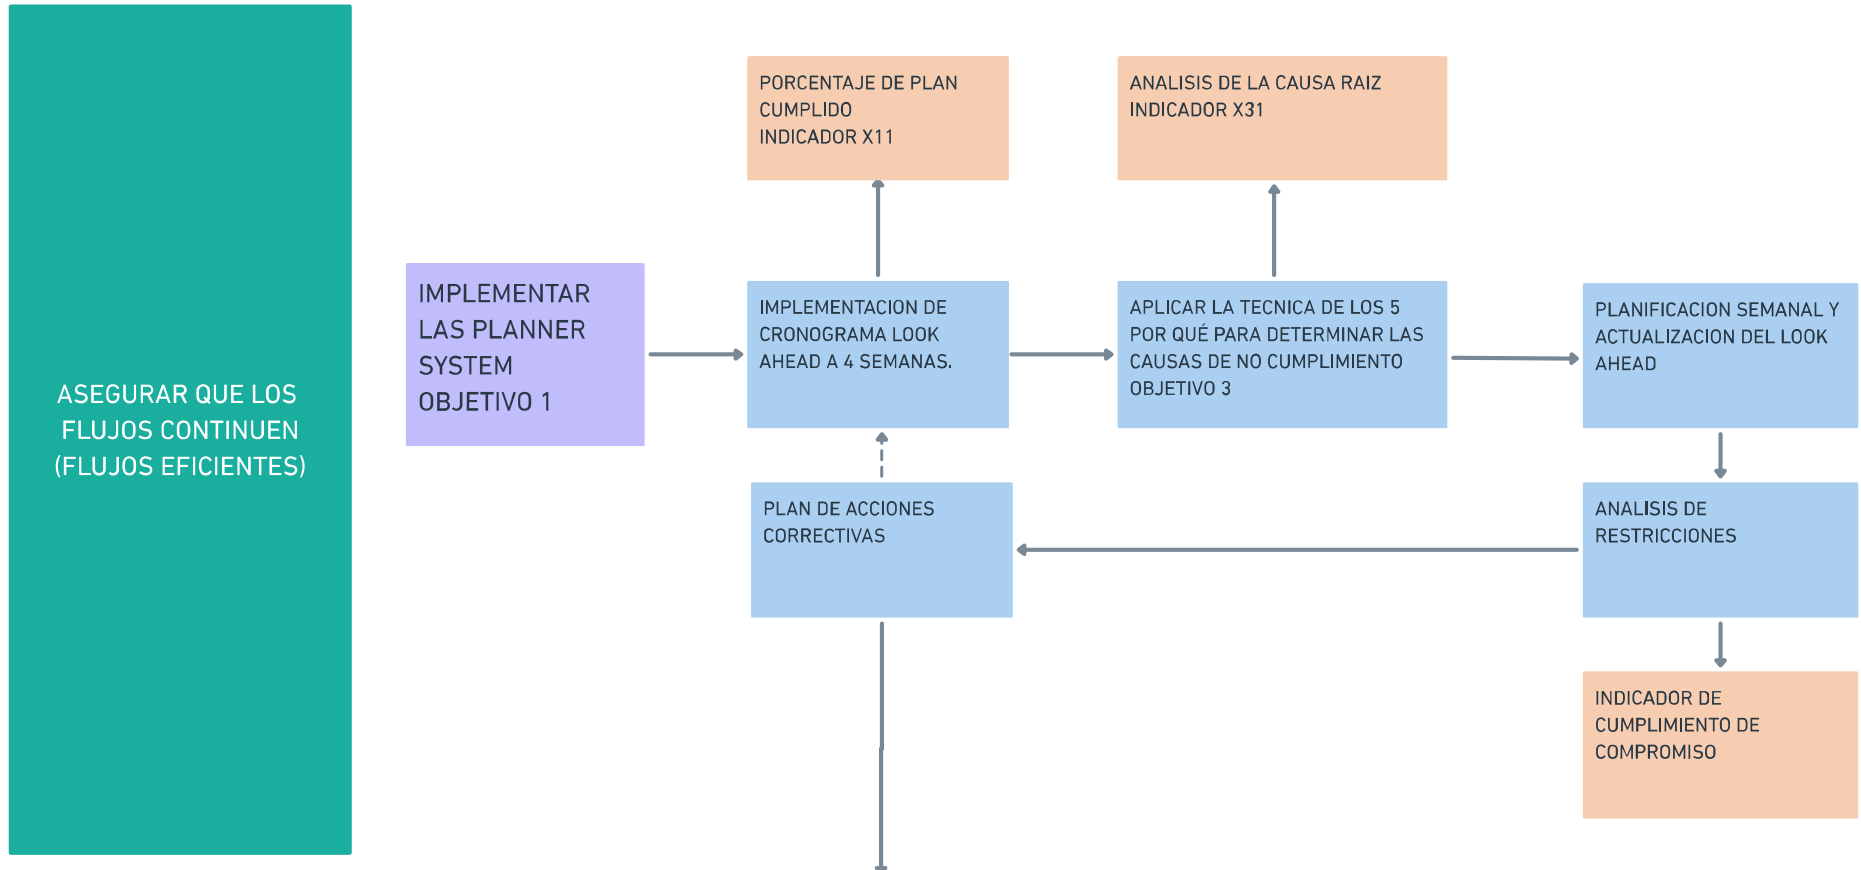 ASEGURAR QUE LOS
FLUJOS CONTINUEN
(FLUJOS EFICIENTES)
IMPLEMENTAR
LAS PLANNER
SYSTEM
OBJETIVO 1
PORCENTAJE DE PLAN
CUMPLIDO
INDICADOR X11
ANALISIS DE LA CAUSA RAIZ
INDICADOR X31
IMPLEMENTACION DE
CRONOGRAMA LOOK
AHEAD A 4 SEMANAS.
APLICAR LA TECNICA DE LOS 5
POR QUÉ PARA DETERMINAR LAS
CAUSAS DE NO CUMPLIMIENTO
OBJETIVO 3
PLANIFICACION SEMANAL Y
ACTUALIZACION DEL LOOK
AHEAD
PLAN DE ACCIONES
CORRECTIVAS
ANALISIS DE
RESTRICCIONES
INDICADOR DE
CUMPLIMIENTO DE
COMPROMISO